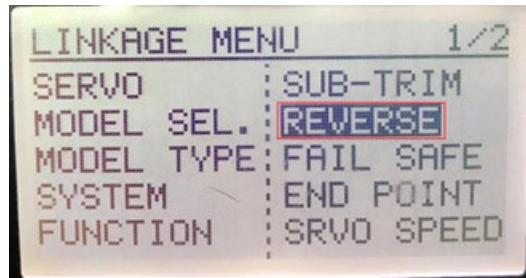 LINKAGE MENU 1/2
SERVO SUB-TRIM
MODEL SEL. REVERSE
MODEL TYPE FAIL SAFE
SYSTEM END POINT
FUNCTION SRVO SPEED